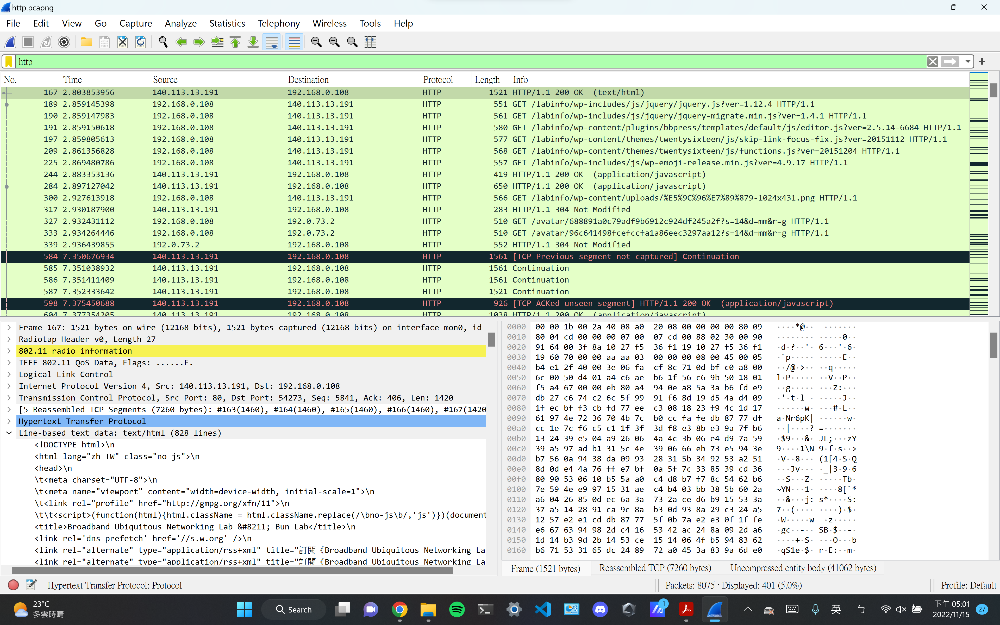 http.pcapng
File Edit View Go Capture Analyze Statistics Telephony Wireless Tools Help
http
No. Time Source Destination Protocol Length Info
167 2.803853956 140.113.13.191 192.168.0.108 HTTP 1521 HTTP/1.1 200 OK (text/html)
189 2.859145398 192.168.0.108 140.113.13.191 HTTP 551 GET /labinfo/wp-includes/js/jquery/jquery.js?ver=1.12.4 HTTP/1.1
190 2.859147983 192.168.0.108 140.113.13.191 HTTP 561 GET /labinfo/wp-includes/js/jquery/jquery-migrate.min.js?ver=1.4.1 HTTP/1.1
191 2.859150618 192.168.0.108 140.113.13.191 HTTP 580 GET /labinfo/wp-content/plugins/bbpress/templates/default/js/editor.js?ver=2.5.14-6684 HTTP/1.1
197 2.859805613 192.168.0.108 140.113.13.191 HTTP 577 GET /labinfo/wp-content/themes/twentysixteen/js/skip-link-focus-fix.js?ver=20151112 HTTP/1.1
209 2.861356828 192.168.0.108 140.113.13.191 HTTP 568 GET /labinfo/wp-content/themes/twentysixteen/js/functions.js?ver=20151204 HTTP/1.1
225 2.869480786 192.168.0.108 140.113.13.191 HTTP 557 GET /labinfo/wp-includes/js/wp-emoji-release.min.js?ver=4.9.17 HTTP/1.1
244 2.883353136 140.113.13.191 192.168.0.108 HTTP 419 HTTP/1.1 200 OK (application/javascript)
284 2.897127042 140.113.13.191 192.168.0.108 HTTP 650 HTTP/1.1 200 OK (application/javascript)
300 2.927613918 192.168.0.108 140.113.13.191 HTTP 566 GET /labinfo/wp-content/uploads/%E5%9C%96%E7%89%879-1024x431.png HTTP/1.1
317 2.930187900 140.113.13.191 192.168.0.108 HTTP 283 HTTP/1.1 304 Not Modified
327 2.932431112 192.168.0.108 192.0.73.2 HTTP 510 GET /avatar/688891a0c79adf9b6912c924df245a2f?s=14&d=mm&r=g HTTP/1.1
333 2.934264446 192.168.0.108 192.0.73.2 HTTP 510 GET /avatar/96c641498fcefccfa1a86eec3297aa12?s=14&d=mm&r=g HTTP/1.1
339 2.936439855 192.0.73.2 192.168.0.108 HTTP 552 HTTP/1.1 304 Not Modified
584 7.350676934 140.113.13.191 192.168.0.108 HTTP 1561 [TCP Previous segment not captured] Continuation
585 7.351038932 140.113.13.191 192.168.0.108 HTTP 1561 Continuation
586 7.351411409 140.113.13.191 192.168.0.108 HTTP 1561 Continuation
587 7.352333642 140.113.13.191 192.168.0.108 HTTP 1521 Continuation
598 7.375450688 140.113.13.191 192.168.0.108 HTTP 926 [TCP ACKed unseen segment] HTTP/1.1 200 OK (application/javascript)
604 7.377354205 140.113.13.191 192.168.0.108 HTTP 1038 HTTP/1.1 200 OK (application/javascript)
Frame 167: 1521 bytes on wire (12168 bits), 1521 bytes captured (12168 bits) on interface mon0, id
Radiotap Header v0, Length 27
802.11 radio information
IEEE 802.11 QoS Data, Flags: ......F.
Logical-Link Control
Internet Protocol Version 4, Src: 140.113.13.191, Dst: 192.168.0.108
Transmission Control Protocol, Src Port: 80, Dst Port: 54273, Seq: 5841, Ack: 406, Len: 1420
[5 Reassembled TCP Segments (7260 bytes): #163(1460), #164(1460), #165(1460), #166(1460), #167(1420
Hypertext Transfer Protocol
Line-based text data: text/html (828 lines)
<!DOCTYPE html>\n
<html lang="zh-TW" class="no-js">\n
<head>\n
\t<meta charset="UTF-8">\n
\t<meta name="viewport" content="width=device-width, initial-scale=1">\n
\t<link rel="profile" href="http://gmpg.org/xfn/11">\n
\t\t<script>(function(html){html.className = html.className.replace(/\bno-js\b/,'js')})(document
<title>Broadband Ubiquitous Networking Lab &#8211; Bun Lab</title>\n
<link rel='dns-prefetch' href='//s.w.org' />\n
<link rel="alternate" type="application/rss+xml" title="訂閱《Broadband Ubiquitous Networking La
<link rel="alternate" type="application/rss+xml" title="訂閱《Broadband Ubiquitous Networking La
0000 00 00 1b 00 2a 40 08 a0 20 08 00 00 00 00 80 09 ····*@·· ·······
0010 80 04 cd 00 00 00 07 00 07 cd 00 88 02 30 00 90 ········ ·····0··
0020 91 64 00 3f 8a 10 27 f5 36 f1 19 10 27 f5 36 f1 ·d·?··'· 6···'·6·
0030 19 60 70 00 00 aa aa 03 00 00 00 08 00 45 00 05 ·`p····· ·····E··
0040 b4 e1 2f 40 00 3e 06 fa cf 8c 71 0d bf c0 a8 00 ··/@·>·· ··q·····
0050 6c 00 50 d4 01 a4 c6 ae b6 1f 56 c6 9b 50 18 01 l·P····· ··V··P··
0060 f5 a4 67 00 00 eb 80 a4 94 0e a8 5a 3a b6 fd e9 ··g····· ···Z:···
0070 db 27 c6 74 c2 6c 5f 99 91 f6 8d 19 d5 4a d4 09 ·'·t·l_· ·····J··
0080 1f ec bf f3 cb fd 77 ee c3 08 18 23 f9 4c 1d 17 ······w· ···#·L··
0090 61 97 4e 72 36 70 4b 7c b0 cc fa fe db 87 77 df a·Nr6pK| ······w·
00a0 cc 1e 7c f6 c5 c1 1f 3f 3d f8 e3 8b e3 9a 7f b6 ··|····? =·······
00b0 13 24 39 e5 04 a9 26 06 4a 4c 3b 06 e4 d9 7a 59 ·$9···&· JL;···zY
00c0 39 a5 97 ad b1 31 5c 4e 39 06 66 eb 73 e5 94 3e 9····1\N 9·f·s··>
00d0 b7 56 0a 94 38 da 09 93 28 31 5b 34 92 53 a2 51 ·V··8··· (1[4·S·Q
00e0 8d 0d e4 4a 76 ff e7 bf 0a 5f 7c 33 85 39 cd 36 ···Jv··· ·_|3·9·6
00f0 80 90 53 06 10 b5 5a a0 c4 d8 b7 f7 8c 54 62 b6 ··S···Z· ·····Tb·
0100 7e 59 4e e9 97 15 31 ae c4 b4 03 bb 38 5b 60 2a ~YN···1· ····8[`*
0110 a6 04 26 85 0d ec 6a 3a 73 2a ce d6 b9 15 53 3a ··&···j: s*····S:
0120 37 a5 14 28 91 ca 9c 8a b3 0d 93 8a 29 c3 24 a5 7··(···· ····)·$·
0130 12 57 e2 e1 cd db 87 77 5f 0b 7a e2 e3 0f 1f fe ·W·····w _·z·····
0140 e6 67 63 94 98 2d c4 16 53 42 ac 24 8a 09 2d a6 ·gc··-·· SB·$··-·
0150 1d 14 b3 9d 2b 14 53 ce 15 14 06 4f b5 94 83 62 ····+·S· ···O···b
0160 b6 71 53 31 65 dc 24 89 72 a0 45 3a 83 9a 6d e0 ·qS1e·$· r·E:··m·
Frame (1521 bytes) Reassembled TCP (7260 bytes) Uncompressed entity body (41062 bytes)
Hypertext Transfer Protocol: Protocol Packets: 8075 · Displayed: 401 (5.0%) Profile: Default
23°C
多雲時晴
Search
1
英
ㄅ
下午 05:01
2022/11/15
27